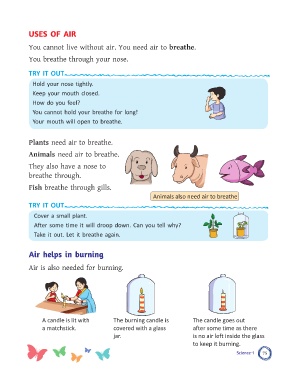 USES OF AIR
You cannot live without air. You need air to breathe.
You breathe through your nose.
TRY IT OUT
Hold your nose tightly.
Keep your mouth closed.
How do you feel?
You cannot hold your breathe for long!
Your mouth will open to breathe.
Plants need air to breathe.
Animals need air to breathe.
They also have a nose to
breathe through.
Fish breathe through gills.
Animals also need air to breathe
TRY IT OUT
Cover a small plant.
After some time it will droop down. Can you tell why?
Take it out. Let it breathe again.
Air helps in burning
Air is also needed for burning.
A candle is lit with
a matchstick.
The burning candle is
covered with a glass
jar.
The candle goes out
after some time as there
is no air left inside the glass
to keep it burning.
Science-1
75